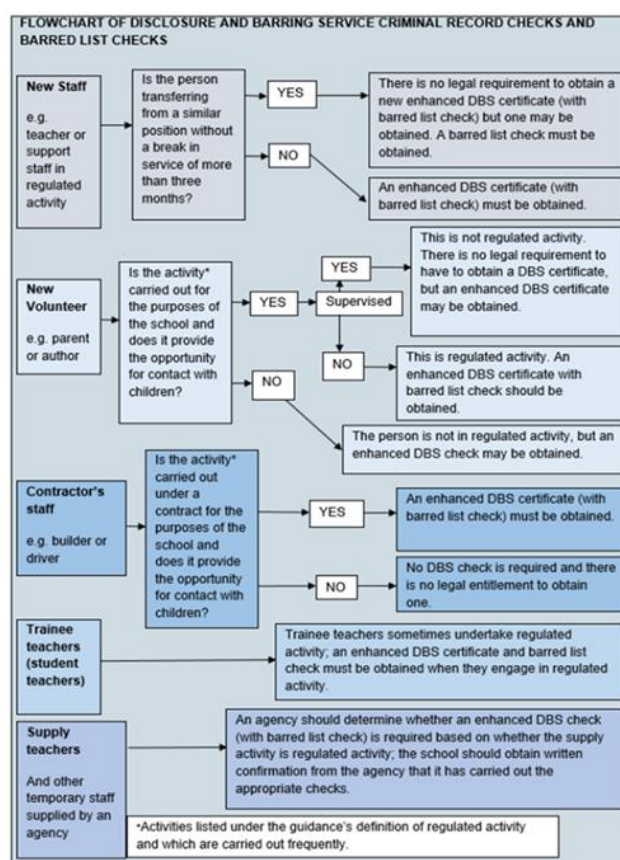 FLOWCHART OF DISCLOSURE AND BARRING SERVICE CRIMINAL RECORD CHECKS AND
BARRED LIST CHECKS
New Staff
e.g.
teacher or
support
staff in
regulated
activity
Is the person
transferring
from a similar
position without
a break in
service of more
than three
months?
YES
NO
There is no legal requirement to obtain a
new enhanced DBS certificate (with
barred list check) but one may be
obtained. A barred list check must be
obtained.
An enhanced DBS certificate (with
barred list check) must be obtained.
New
Volunteer
e.g. parent
or author
Is the activity*
carried out for
the purposes of
the school and
does it provide
the opportunity
for contact with
children?
YES
NO
Supervised
YES
NO
This is not regulated activity.
There is no legal requirement to
have to obtain a DBS certificate,
but an enhanced DBS certificate
may be obtained.
This is regulated activity. An
enhanced DBS certificate with
barred list check should be
obtained.
The person is not in regulated activity, but an
enhanced DBS check may be obtained.
Contractor's
staff
e.g. builder or
driver
Is the activity*
carried out
under a
contract for the
purposes of the
school and
does it provide
the opportunity
for contact with
children?
YES
NO
An enhanced DBS certificate (with
barred list check) must be obtained.
No DBS check is required and there
is no legal entitlement to obtain
one.
Trainee
teachers
(student
teachers)
Trainee teachers sometimes undertake regulated
activity; an enhanced DBS certificate and barred list
check must be obtained when they engage in regulated
activity.
Supply
teachers
And other
temporary staff
supplied by an
agency
An agency should determine whether an enhanced DBS check
(with barred list check) is required based on whether the supply
activity is regulated activity; the school should obtain written
confirmation from the agency that it has carried out the
appropriate checks.
*Activities listed under the guidance's definition of regulated activity
and which are carried out frequently.